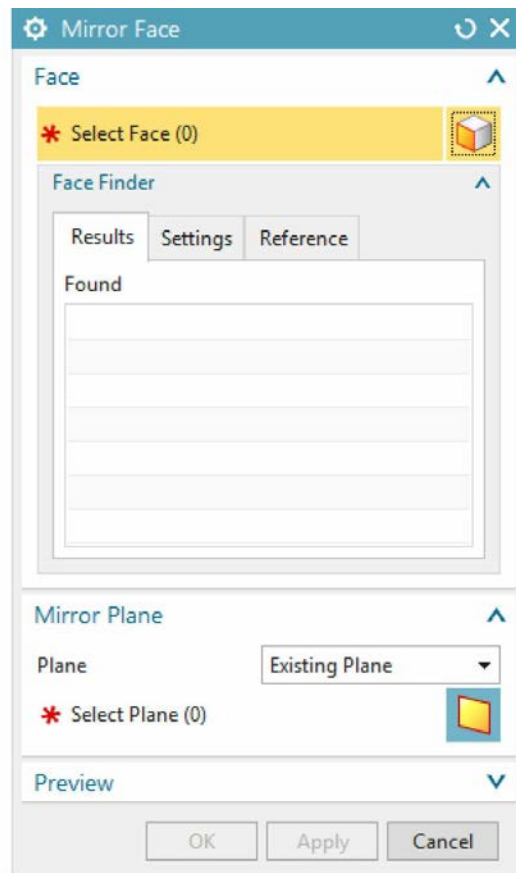 Mirror Face
Face
* Select Face (0)
Face Finder
Results Settings Reference
Found
Mirror Plane
Plane Existing Plane
* Select Plane (0)
Preview
OK Apply Cancel